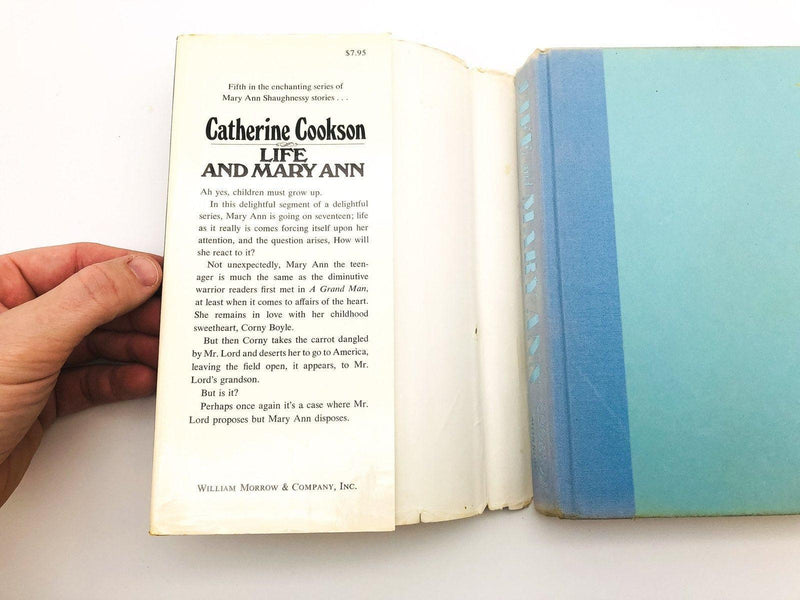 $7.95
Fifth in the enchanting series of
Mary Ann Shaughnessy stories . . .
Catherine Cookson
LIFE
AND MARY ANN
Ah yes, children must grow up.
In this delightful segment of a delightful
series, Mary Ann is going on seventeen; life
as it really is comes forcing itself upon her
attention, and the question arises, How will
she react to it?
Not unexpectedly, Mary Ann the teen-
ager is much the same as the diminutive
warrior readers first met in A Grand Man,
at least when it comes to affairs of the heart.
She remains in love with her childhood
sweetheart, Corny Boyle.
But then Corny takes the carrot dangled
by Mr. Lord and deserts her to go to America,
leaving the field open, it appears, to Mr.
Lord's grandson.
But is it?
Perhaps once again it's a case where Mr.
Lord proposes but Mary Ann disposes.
WILLIAM MORROW & COMPANY, INC.
LIFE and MARY ANN